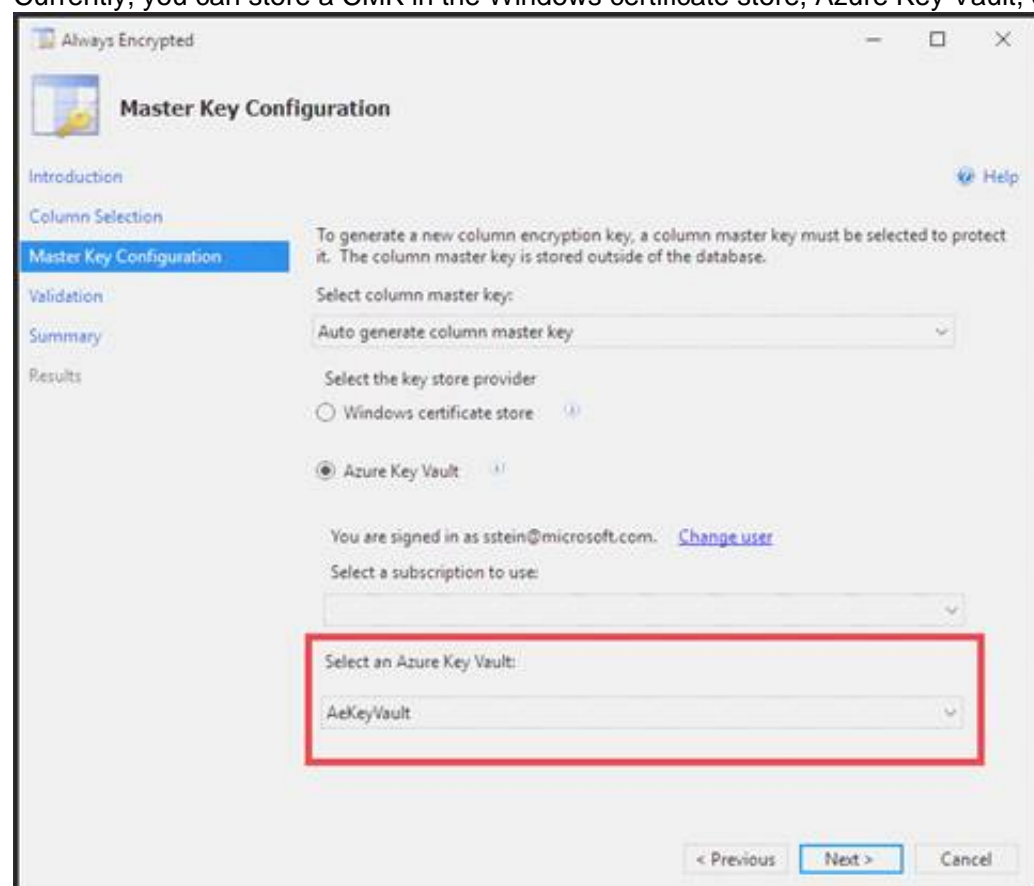 Currently, you can store a CMK in the Windows certificate store, Azure Key Vault,
Always Encrypted
Master Key Configuration
Introduction
Help
Column Selection
To generate a new column encryption key, a column master key must be selected to protect
Master Key Configuration
it. The column master key is stored outside of the database.
Validation
Select column master key:
Summary
Auto generate column master key
Results
Select the key store provider
Windows certificate store
Azure Key Vault
You are signed in as sstein@microsoft.com. Change user
Select a subscription to use:
Select an Azure Key Vault:
AeKeyVault
< Previous
Next >
Cancel